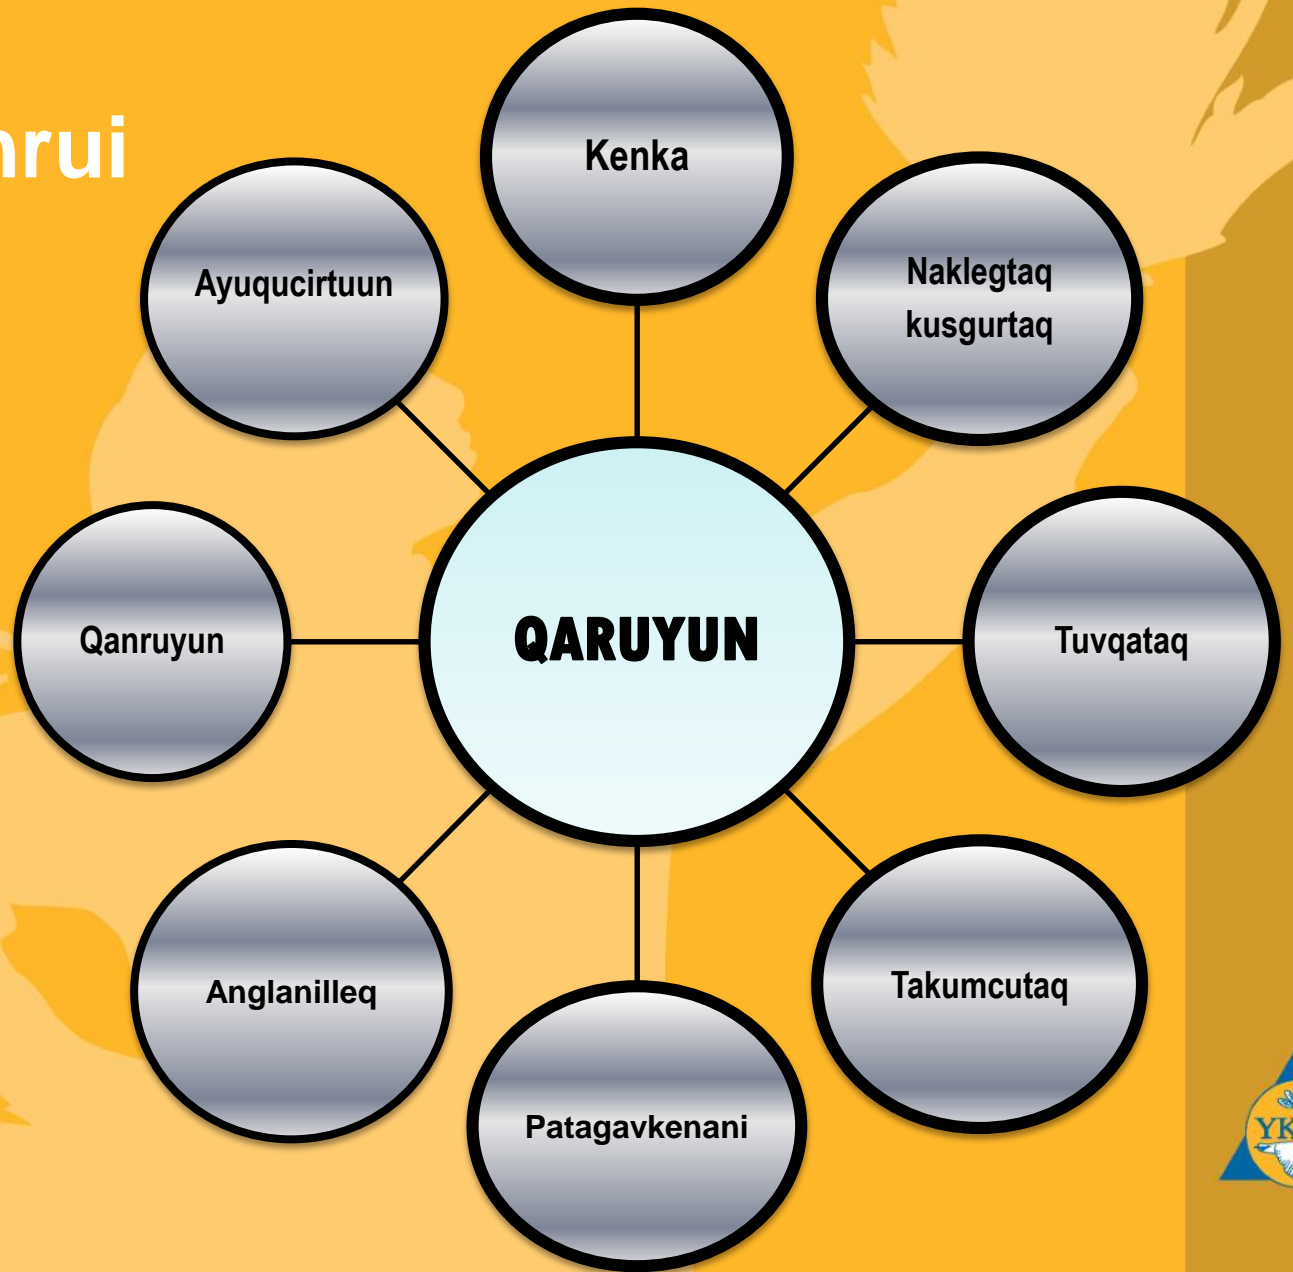 nrui
Kenka
Ayuqucirtuun
Naklegtaq
kusgurtaq
Qanruyun
QARUYUN
Tuvqataq
Anglanilleq
Takumcutaq
Patagavkenani